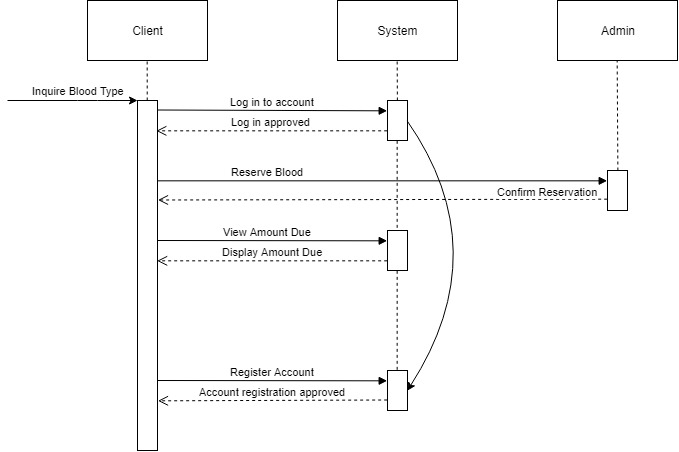 Client
System
Admin
Inquire Blood Type
Log in to account
Log in approved
Reserve Blood
Confirm Reservation
View Amount Due
Display Amount Due
Register Account
Account registration approved